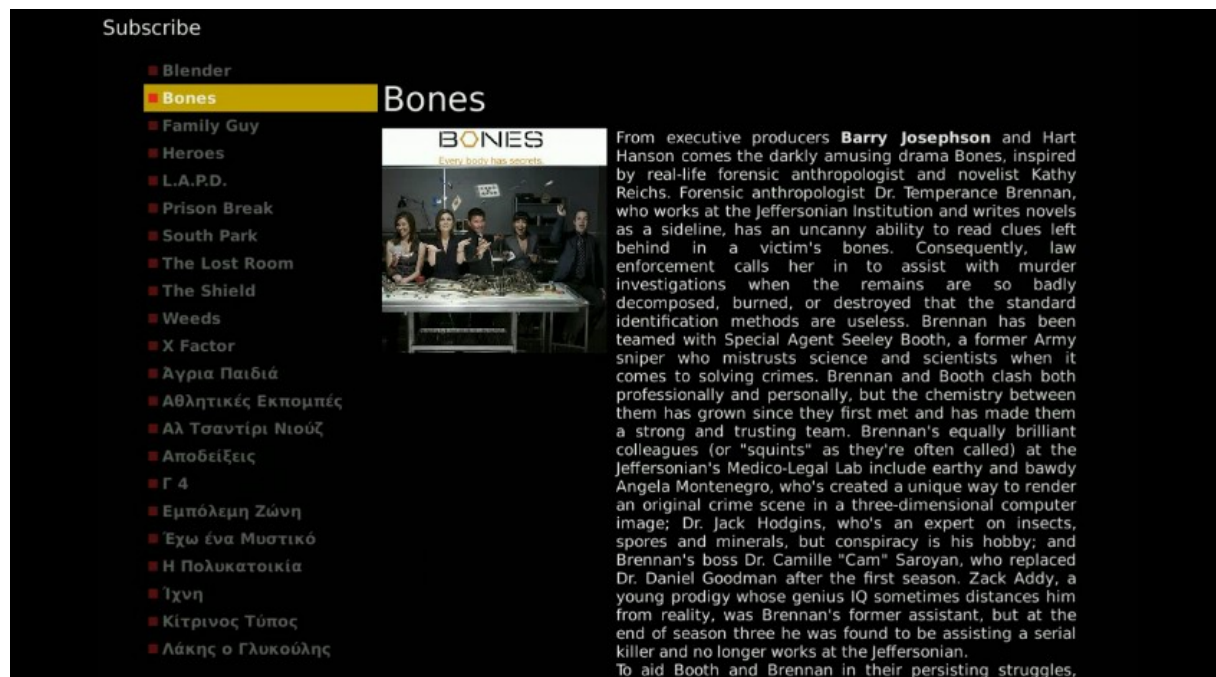 Subscribe
Blender
Bones
Family Guy
Heroes
L.A.P.D.
Prison Break
South Park
The Lost Room
The Shield
Weeds
X Factor
Άγρια Παιδιά
Αθλητικές Εκπομπές
Αλ Τσαντίρι Νιούζ
Αποδείξεις
Γ 4
Εμπόλεμη Ζώνη
Έχω ένα Μυστικό
Η Πολυκατοικία
Ίχνη
Κίτρινος Τύπος
Λάκης ο Γλυκούλης
Bones
BONES
Every body has secrets.
From executive producers Barry Josephson and Hart
Hanson comes the darkly amusing drama Bones, inspired
by real-life forensic anthropologist and novelist Kathy
Reichs. Forensic anthropologist Dr. Temperance Brennan,
who works at the Jeffersonian Institution and writes novels
as a sideline, has an uncanny ability to read clues left
behind in a victim's bones. Consequently, law
enforcement calls her in to assist with murder
investigations when the remains are so badly
decomposed, burned, or destroyed that the standard
identification methods are useless. Brennan has been
teamed with Special Agent Seeley Booth, a former Army
sniper who mistrusts science and scientists when it
comes to solving crimes. Brennan and Booth clash both
professionally and personally, but the chemistry between
them has grown since they first met and has made them
a strong and trusting team. Brennan's equally brilliant
colleagues (or "squints" as they're often called) at the
Jeffersonian's Medico-Legal Lab include earthy and bawdy
Angela Montenegro, who's created a unique way to render
an original crime scene in a three-dimensional computer
image; Dr. Jack Hodgins, who's an expert on insects,
spores and minerals, but conspiracy is his hobby; and
Brennan's boss Dr. Camille "Cam" Saroyan, who replaced
Dr. Daniel Goodman after the first season. Zack Addy, a
young prodigy whose genius IQ sometimes distances him
from reality, was Brennan's former assistant, but at the
end of season three he was found to be assisting a serial
killer and no longer works at the Jeffersonian.
To aid Booth and Brennan in their persisting struggles,